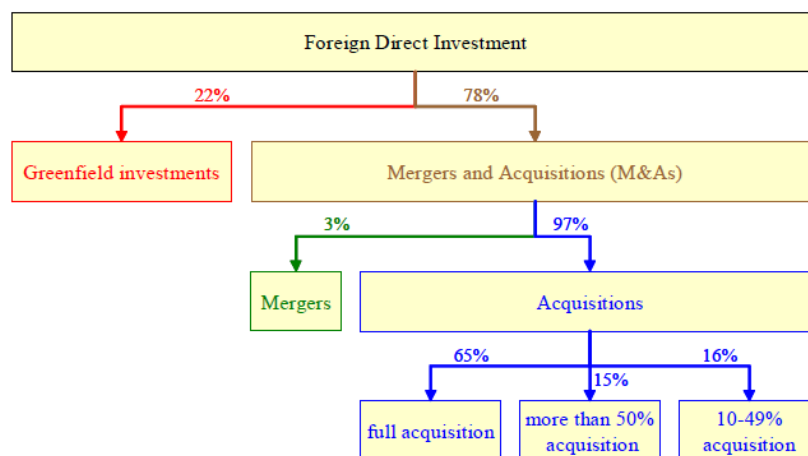 Foreign Direct Investment
22%
78%
Greenfield investments
Mergers and Acquisitions (M&As)
3%
97%
Mergers
Acquisitions
65%
15%
16%
full acquisition
more than 50%
acquisition
10-49%
acquisition